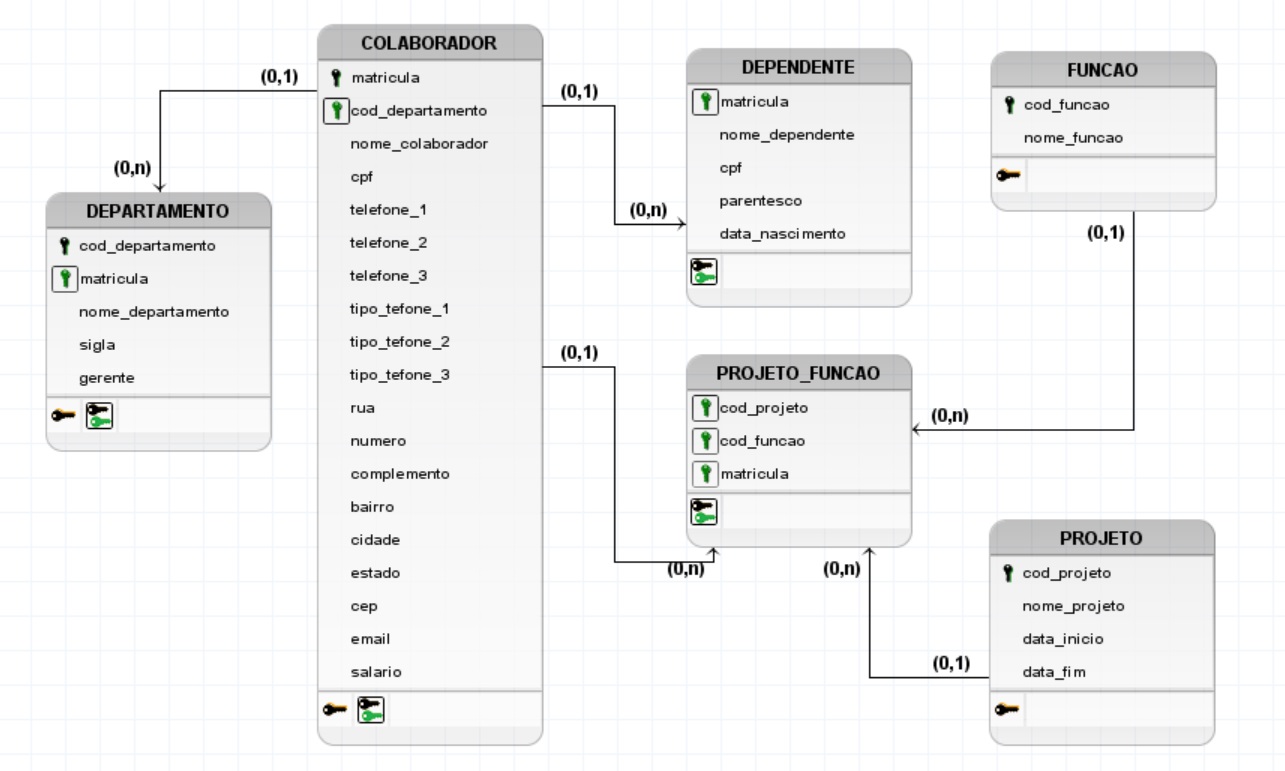 COLABORADOR
matricula
cod_departamento
nome_colaborador
cpf
telefone_1
telefone_2
telefone_3
tipo_tefone_1
tipo_tefone_2
tipo_tefone_3
rua
numero
complemento
bairro
cidade
estado
cep
email
salario
(0,1)
(0,n)
DEPARTAMENTO
cod_departamento
matricula
nome_departamento
sigla
gerente
(0,1)
(0,n)
DEPENDENTE
matricula
nome_dependente
cpf
parentesco
data_nascimento
FUNCAO
cod_funcao
nome_funcao
(0,1)
(0,n)
(0,1)
(0,n)
PROJETO_FUNCAO
cod_projeto
cod_funcao
matricula
(0,n)
(0,1)
PROJETO
cod_projeto
nome_projeto
data_inicio
data_fim